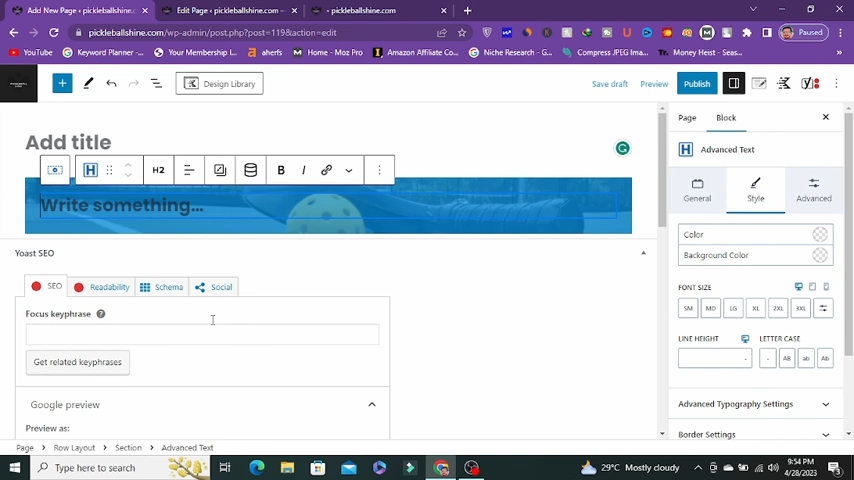 Add New Page ‹ pickleballshine.c
Edit Page ‹ pickleballshine.com —
- pickleballshine.com
pickleballshine.com/wp-admin/post.php?post=119&action=edit
Paused
YouTube
Keyword Planner -
Your Membership I
aherfs
Home - Moz Pro
Amazon Affiliate Co
Niche Research - G
Compress JPEG Ima
Money Heist - Seas
Design Library
Save draft
Preview
Publish
Add title
Page
Block
H
H2
B
I
Advanced Text
Write something...
General
Style
Advanced
Color
Background Color
Yoast SEO
SEO
Readability
Schema
Social
FONT SIZE
SM
MD
LG
XL
2XL
3XL
Focus keyphrase
LINE HEIGHT
LETTER CASE
-
-
AB
ab
Ab
Get related keyphrases
Google preview
Advanced Typography Settings
Preview as:
Border Settings
Page
Row Layout
Section
Advanced Text
Type here to search
29°C Mostly cloudy
9:54 PM
4/28/2023
3